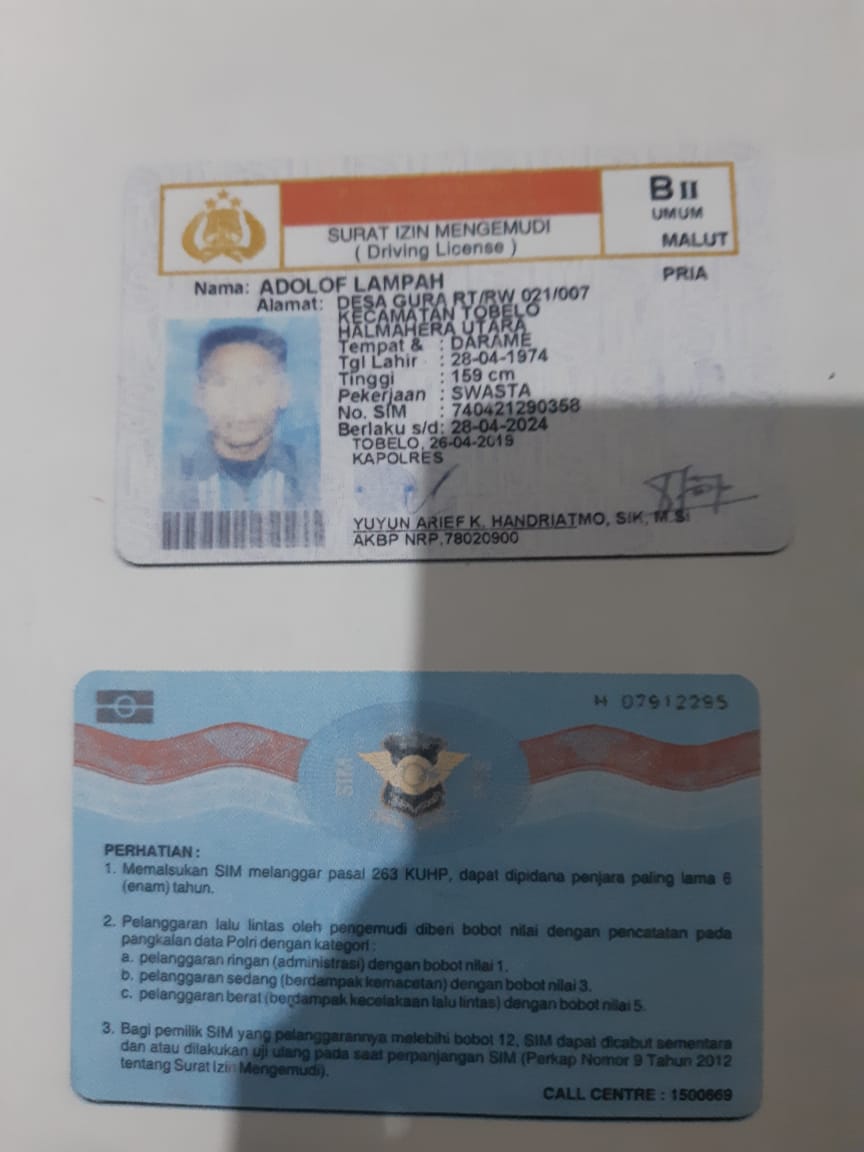 B II
UMUM
SURAT IZIN MENGEMUDI
( Driving License )
MALUT
PRIA
Nama: ADOLOF LAMPAH
Alamat: DESA GURA RT/RW 021/007
KECAMATAN TOBELO
HALMAHERA UTARA
Tempat & : DARAME
Tgl Lahir : 28-04-1974
Tinggi : 159 cm
Pekerjaan : SWASTA
No. SIM : 740421290358
Berlaku s/d: 28-04-2024
TOBELO, 26-04-2019
KAPOLRES
YUYUN ARIEF K. HANDRIATMO, SIK, M.Si
AKBP NRP.78020900
07912295
SIM
PERHATIAN :
1. Memalsukan SIM melanggar pasal 263 KUHP, dapat dipidana penjara paling lama 6
(enam) tahun.
2. Pelanggaran lalu lintas oleh pengemudi diberi bobot nilai dengan pencatatan pada
pangkalan data Polri dengan kategori :
a. pelanggaran ringan (administrasi) dengan bobot nilai 1.
b. pelanggaran sedang (berdampak kemacetan) dengan bobot nilai 3.
c. pelanggaran berat (berdampak kecelakaan lalu lintas) dengan bobot nilai 5.
3. Bagi pemilik SIM yang pelanggarannya melebihi bobot 12, SIM dapat dicabut sementara
dan atau dilakukan uji ulang pada saat perpanjangan SIM (Perkap Nomor 9 Tahun 2012
tentang Surat Izin Mengemudi).
CALL CENTRE : 1500669